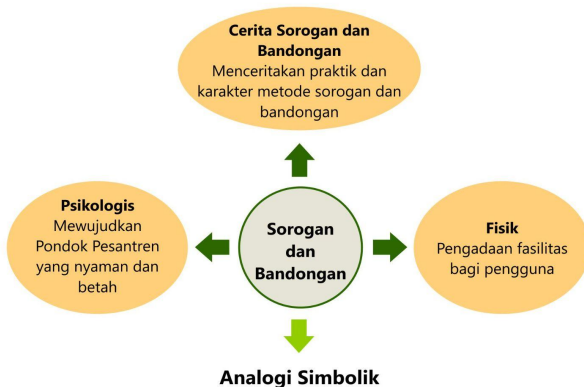 Cerita Sorogan dan
Bandongan
Menceritakan praktik dan
karakter metode sorogan dan
bandongan
Psikologis
Mewujudkan
Pondok Pesantren
yang nyaman dan
betah
Sorogan
dan
Bandongan
Fisik
Pengadaan fasilitas
bagi pengguna
Analogi Simbolik